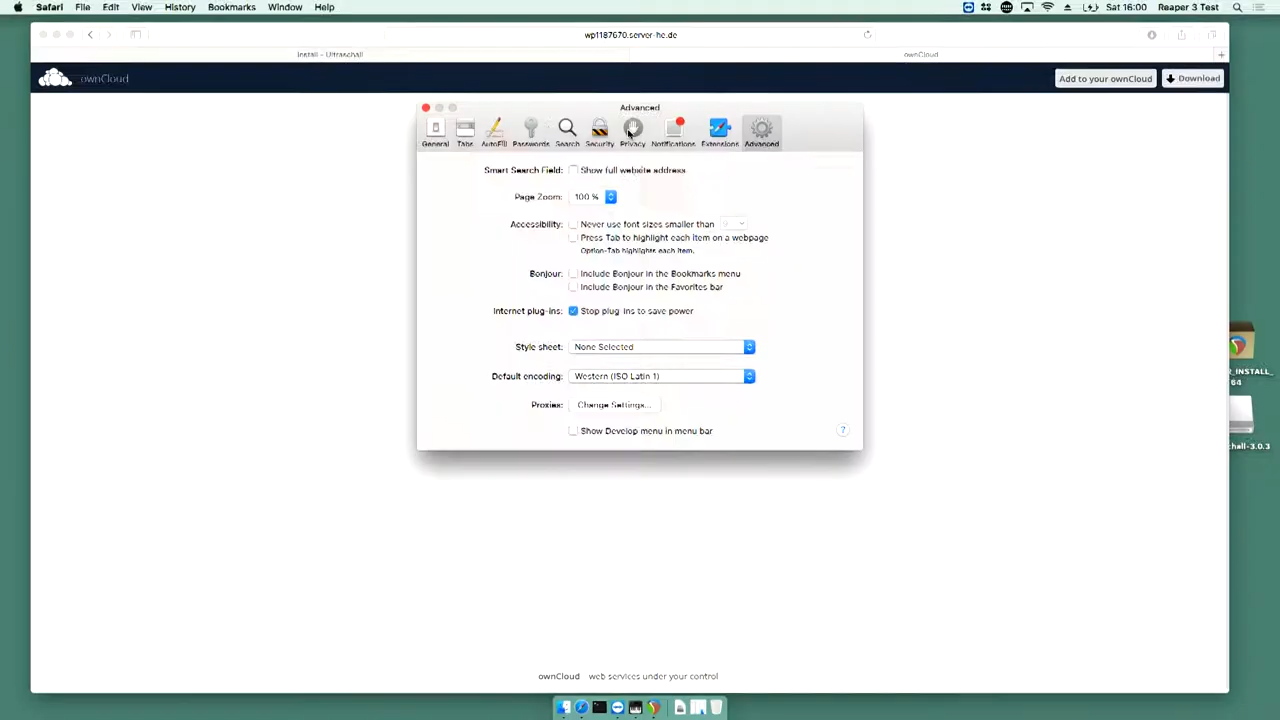 Safari File Edit View History Bookmarks Window Help Sat 16:00 Reaper 3 Test
wp1187670.server-he.de
Install - Ultraschall ownCloud
ownCloud Add to your ownCloud Download
Advanced
General Tabs AutoFill Passwords Search Security Privacy Notifications Extensions Advanced
Smart Search Field: Show full website address
Page Zoom: 100 %
Accessibility: Never use font sizes smaller than
Press Tab to highlight each item on a webpage
Option-Tab highlights each item.
Bonjour: Include Bonjour in the Bookmarks menu
Include Bonjour in the Favorites bar
Internet plug-ins: Stop plug-ins to save power
Style sheet: None Selected
Default encoding: Western (ISO Latin 1)
Proxies: Change Settings...
Show Develop menu in menu bar
?
R_INSTALL_
64
hall-3.0.3
ownCloud web services under your control